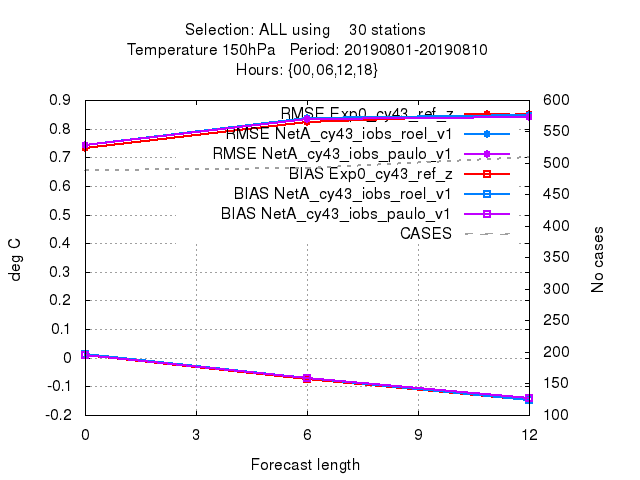 Selection: ALL using 30 stations
Temperature 150hPa Period: 20190801-20190810
Hours: {00,06,12,18}
0.9
0.8
0.7
0.6
0.5
0.4
0.3
0.2
0.1
0
-0.1
-0.2
deg C
RMSE Exp0_cy43_ref_z
RMSE NetA_cy43_iobs_roel_v1
RMSE NetA_cy43_iobs_paulo_v1
BIAS Exp0_cy43_ref_z
BIAS NetA_cy43_iobs_roel_v1
BIAS NetA_cy43_iobs_paulo_v1
CASES
600
550
500
450
400
350
300
250
200
150
100
No cases
0 3 6 9 12
Forecast length